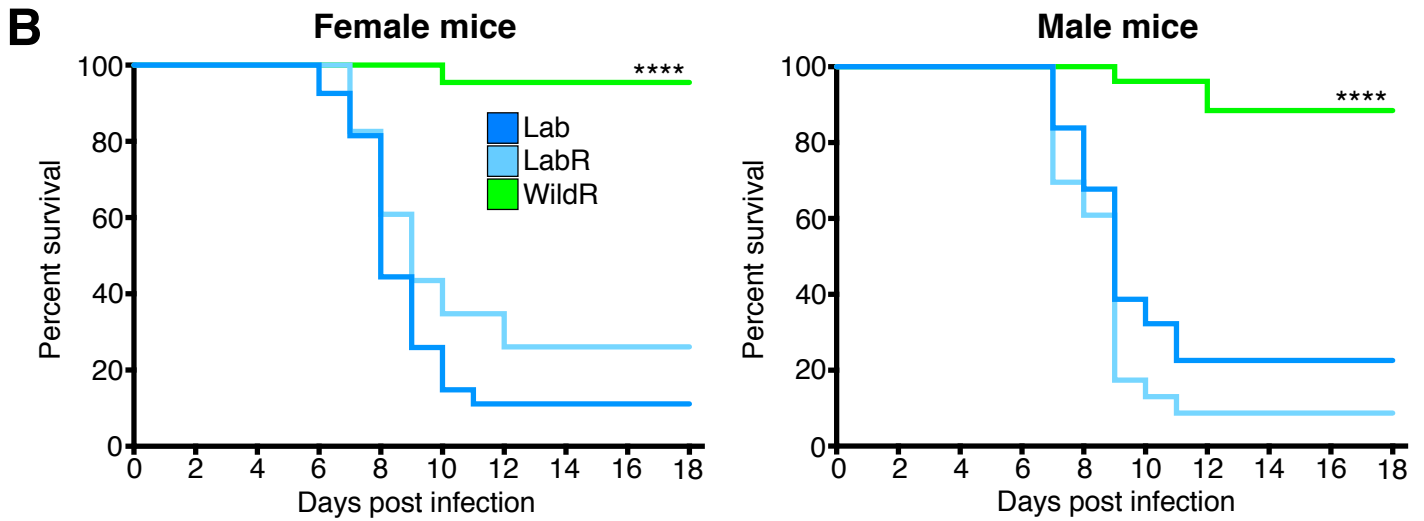 B
Female mice
Percent survival
100
80
60
40
20
0
0 2 4 6 8 10 12 14 16 18
Days post infection
****
Lab
LabR
WildR
Male mice
Percent survival
100
80
60
40
20
0
0 2 4 6 8 10 12 14 16 18
Days post infection
****